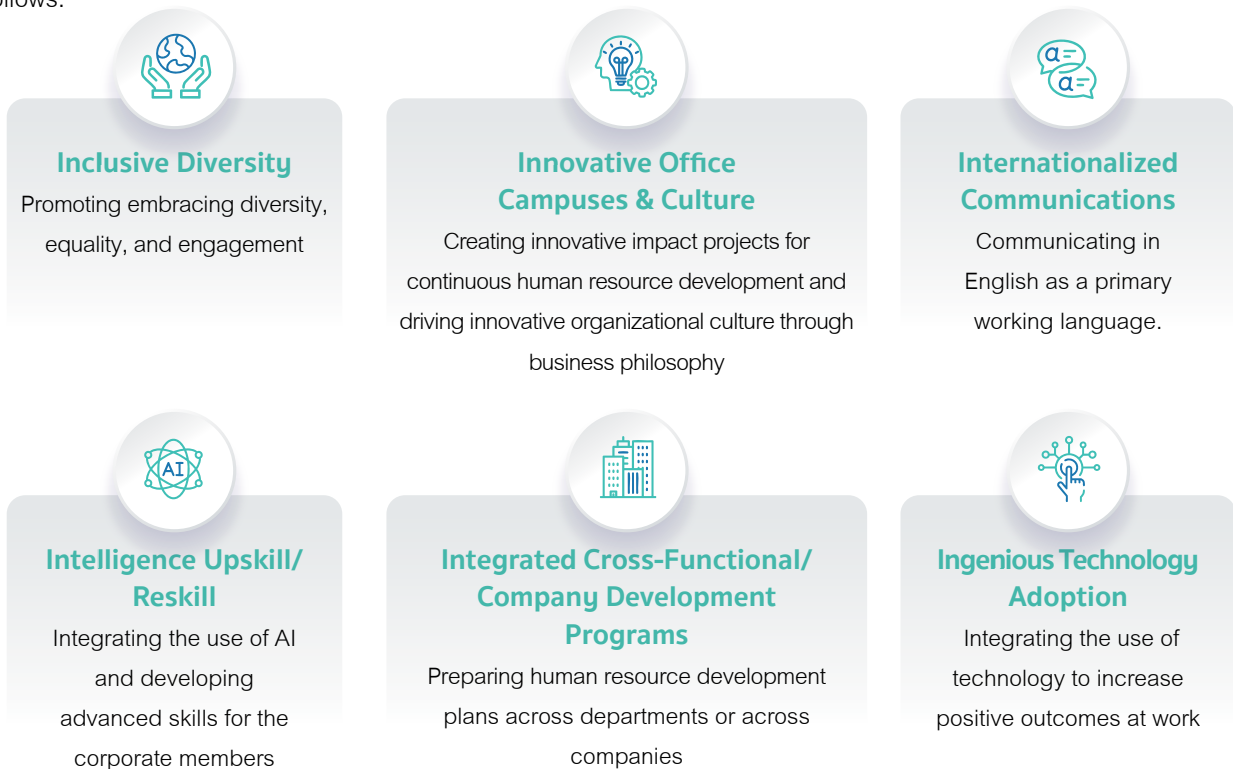 ollows:
α=
α=
Inclusive Diversity
Promoting embracing diversity,
equality, and engagement
Innovative Office
Campuses & Culture
Creating innovative impact projects for
continuous human resource development and
driving innovative organizational culture through
business philosophy
Internationalized
Communications
Communicating in
English as a primary
working language.
AI
Intelligence Upskill/
Reskill
Integrating the use of AI
and developing
advanced skills for the
corporate members
Integrated Cross-Functional/
Company Development
Programs
Preparing human resource development
plans across departments or across
companies
Ingenious Technology
Adoption
Integrating the use of
technology to increase
positive outcomes at work